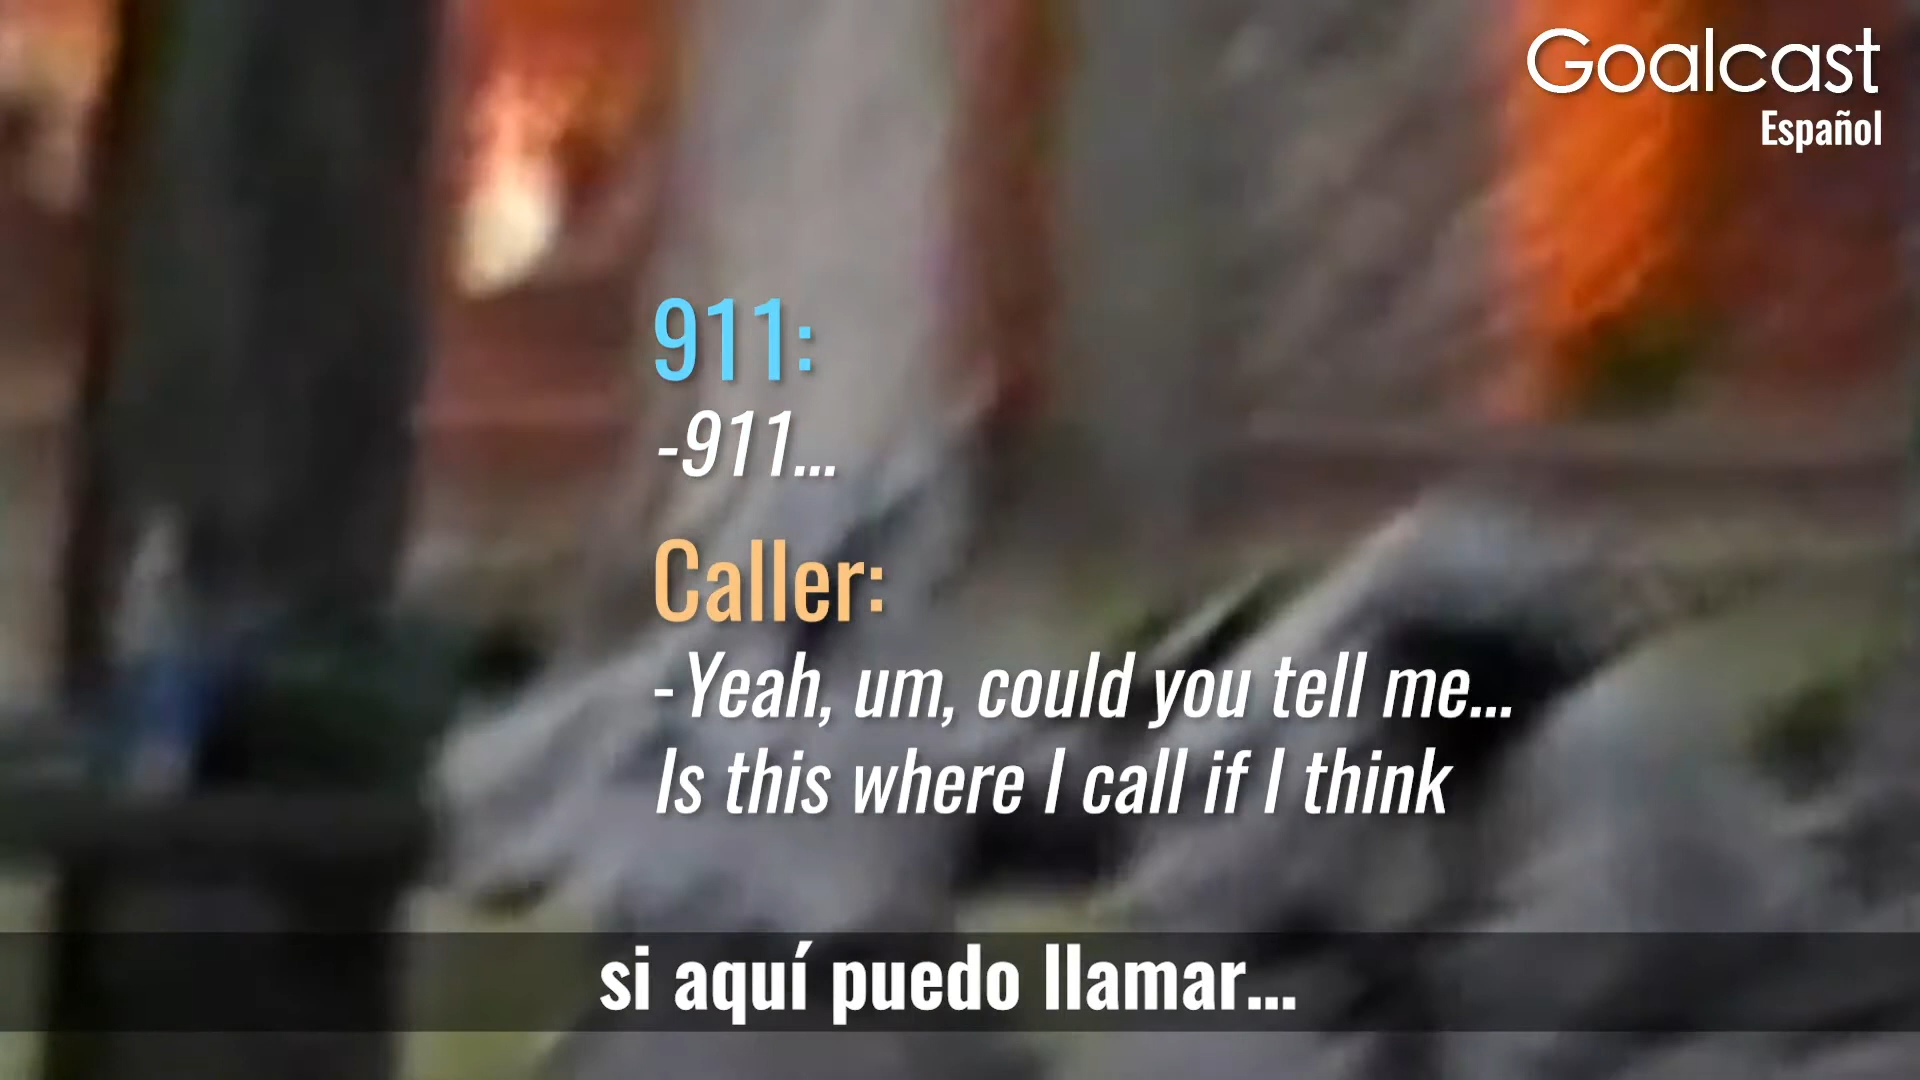 Goalcast
Español
911:
-911...
Caller:
-Yeah, um, could you tell me...
Is this where I call if I think
si aquí puedo llamar...